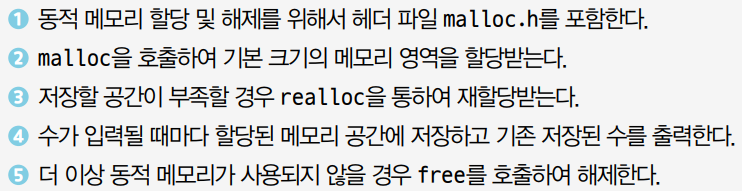 1 동적 메모리 할당 및 해제를 위해서 헤더 파일 malloc.h를 포함한다.
2 malloc을 호출하여 기본 크기의 메모리 영역을 할당받는다.
3 저장할 공간이 부족할 경우 realloc을 통하여 재할당받는다.
4 수가 입력될 때마다 할당된 메모리 공간에 저장하고 기존 저장된 수를 출력한다.
5 더 이상 동적 메모리가 사용되지 않을 경우 free를 호출하여 해제한다.